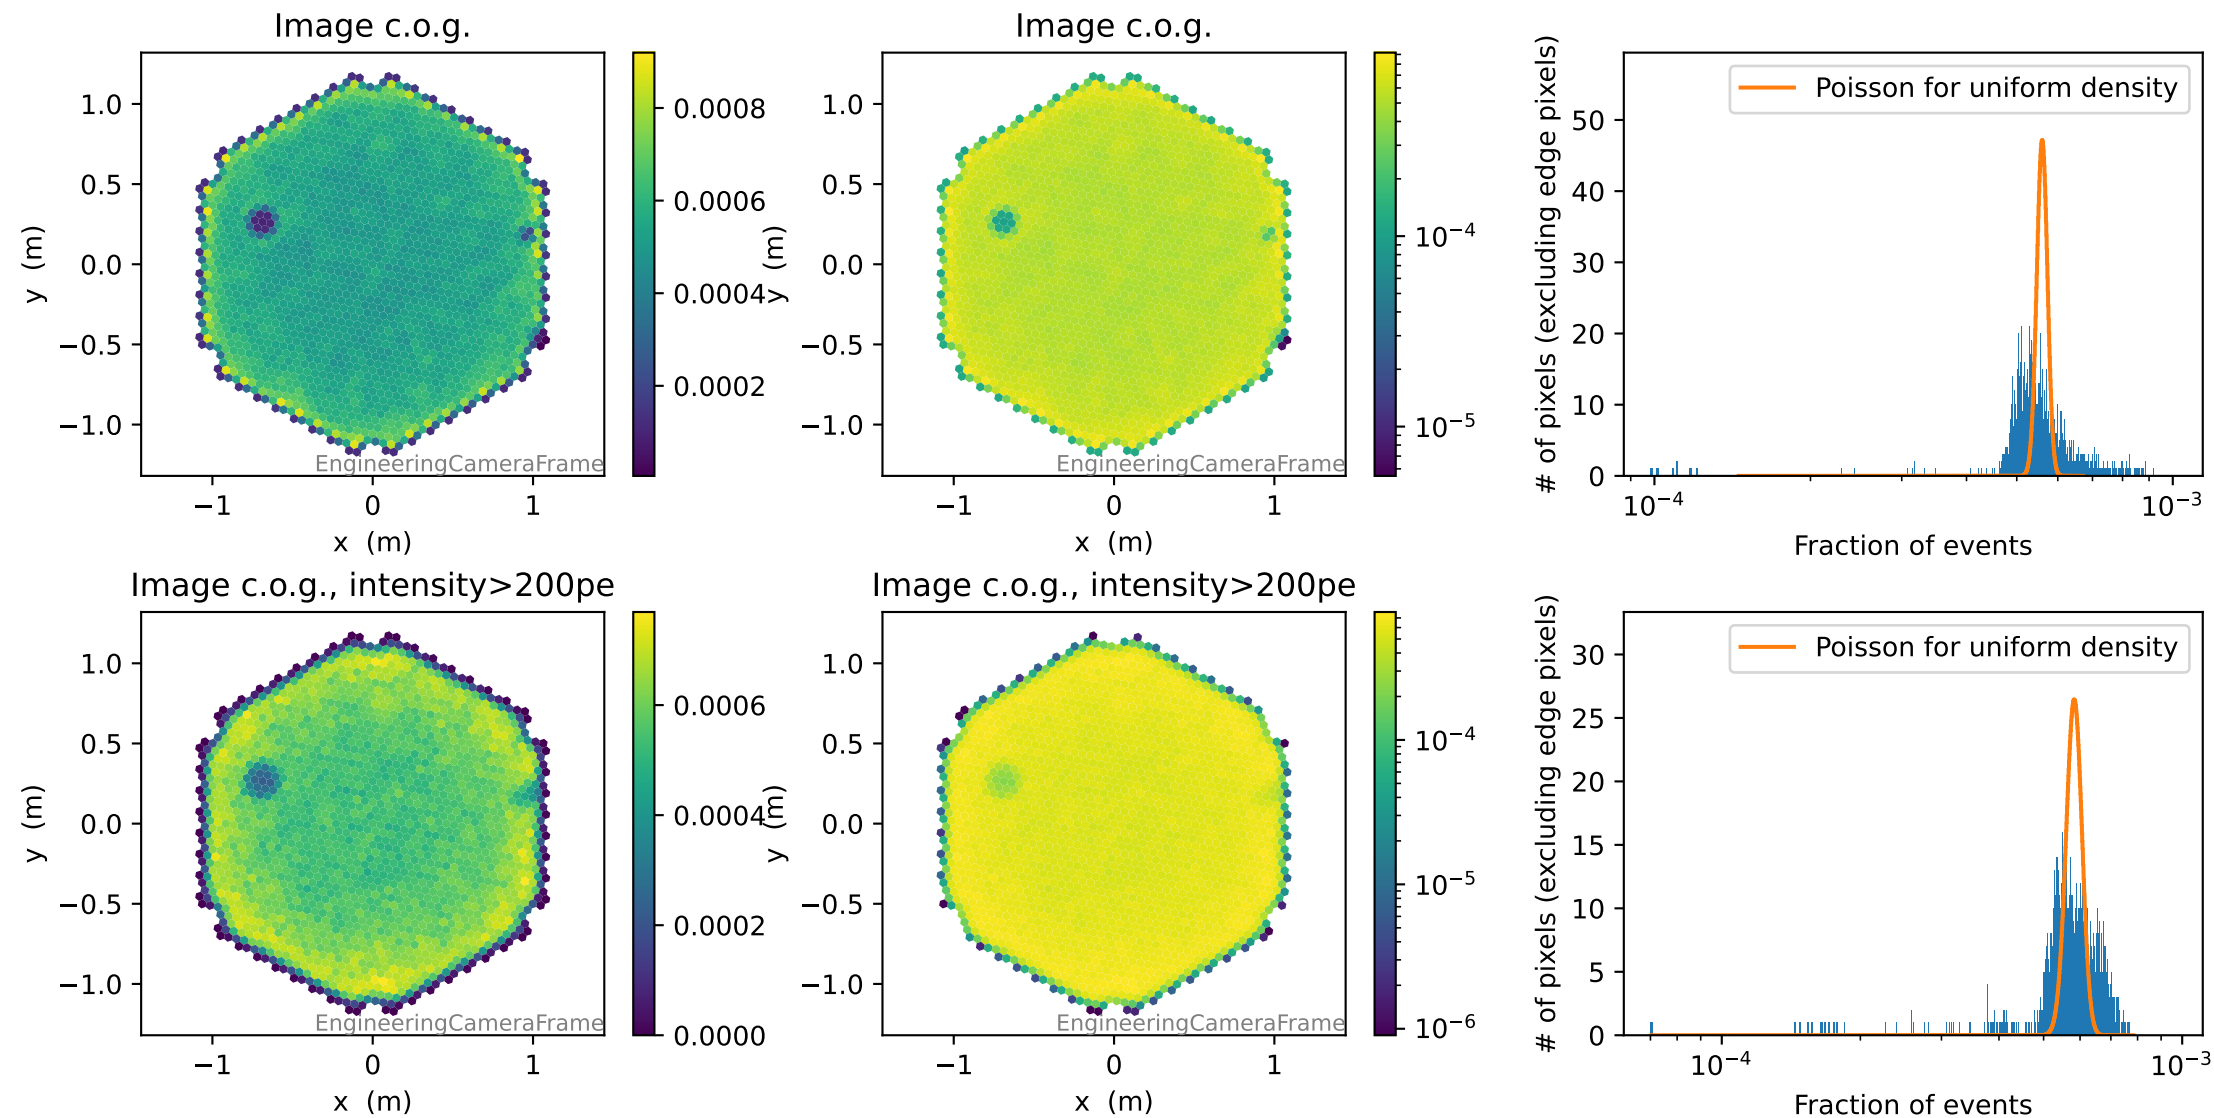 Image c.o.g.
y (m)
1.0
0.5
0.0
−0.5
−1.0
−1
0
1
x (m)
EngineeringCameraFrame
0.0008
0.0006
0.0004
0.0002
Image c.o.g.
y (m)
1.0
0.5
0.0
−0.5
−1.0
−1
0
1
x (m)
EngineeringCameraFrame
10⁻⁴
10⁻⁵
# of pixels (excluding edge pixels)
50
40
30
20
10
0
Poisson for uniform density
10⁻⁴
10⁻³
Fraction of events
Image c.o.g., intensity>200pe
y (m)
1.0
0.5
0.0
−0.5
−1.0
−1
0
1
x (m)
EngineeringCameraFrame
0.0006
0.0004
0.0002
0.0000
Image c.o.g., intensity>200pe
y (m)
1.0
0.5
0.0
−0.5
−1.0
−1
0
1
x (m)
EngineeringCameraFrame
10⁻⁴
10⁻⁵
10⁻⁶
# of pixels (excluding edge pixels)
30
25
20
15
10
5
0
Poisson for uniform density
10⁻⁴
10⁻³
Fraction of events